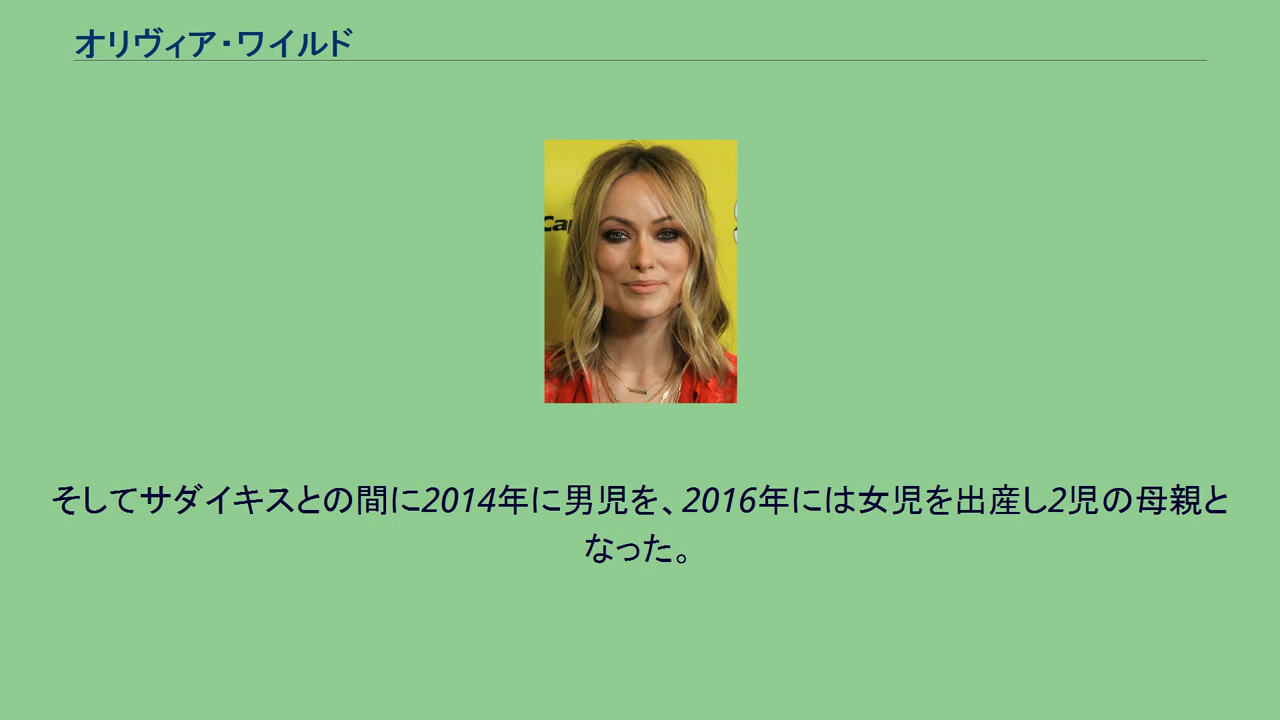 オリヴィア・ワイルド
Cap
そしてサダイキスとの間に2014年に男児を、2016年には女児を出産し2児の母親と
なった。